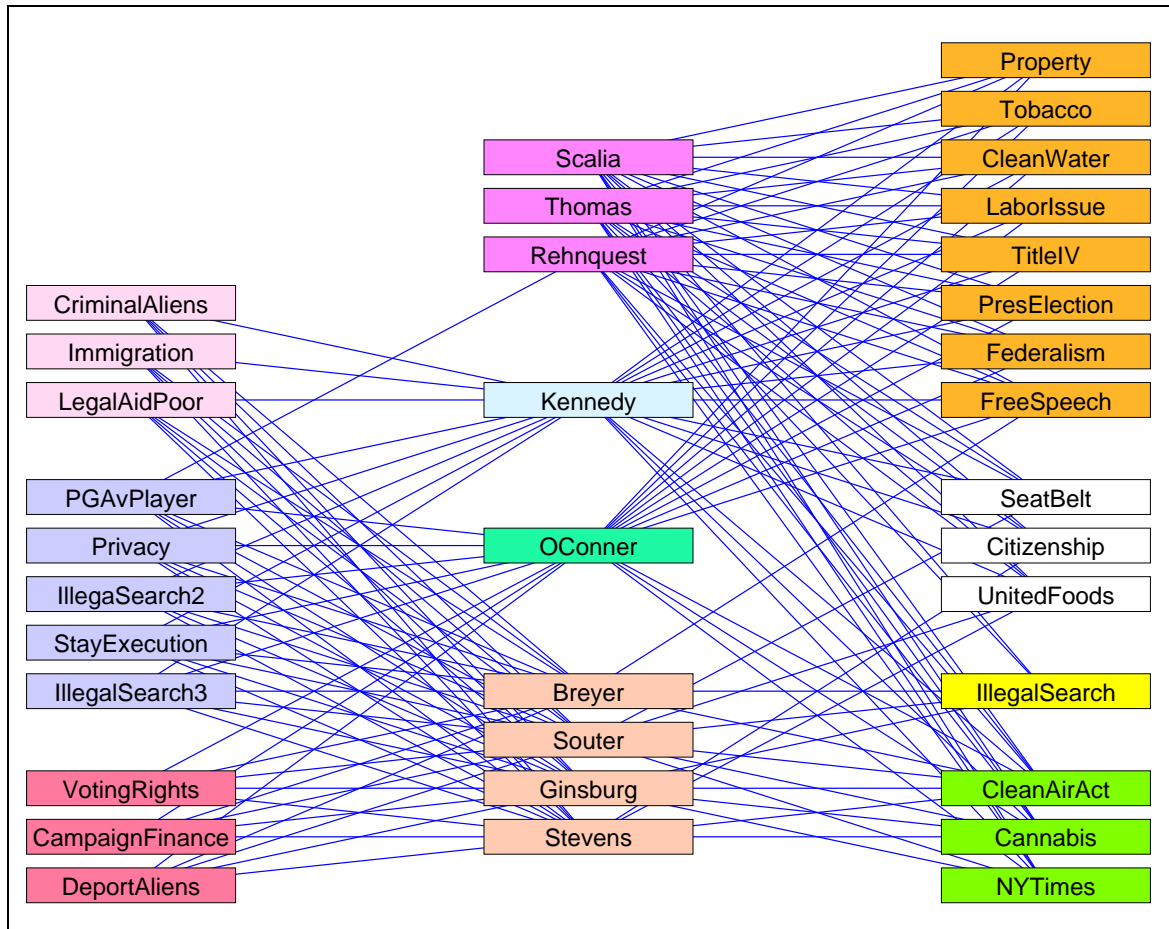 Property
Tobacco
Scalia
CleanWater
Thomas
LaborIssue
Rehnquest
TitleIV
CriminalAliens
PresElection
Immigration
Federalism
LegalAidPoor
Kennedy
FreeSpeech
PGAvPlayer
SeatBelt
Privacy
OConner
Citizenship
IllegaSearch2
UnitedFoods
StayExecution
IllegalSearch3
Breyer
IllegalSearch
Souter
VotingRights
Ginsburg
CleanAirAct
CampaignFinance
Stevens
Cannabis
DeportAliens
NYTimes